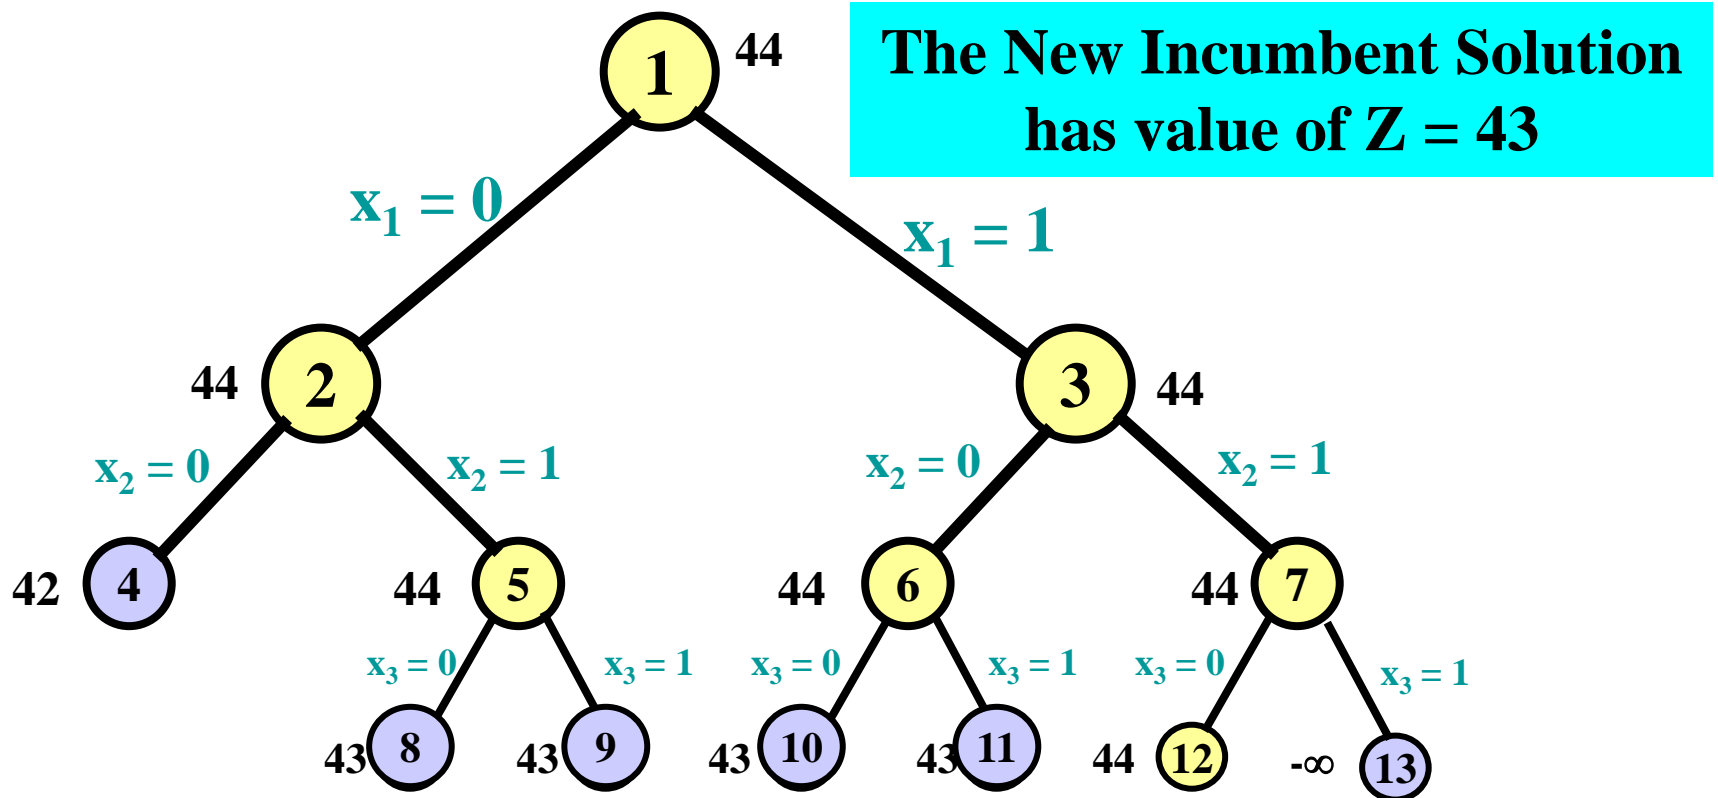 1 44
The New Incumbent Solution
has value of Z = 43
x₁ = 0
x₁ = 1
44 2
3 44
x₂ = 0
x₂ = 1
x₂ = 0
x₂ = 1
42 4
44 5
44 6
44 7
x₃ = 0
x₃ = 1
x₃ = 0
x₃ = 1
x₃ = 0
x₃ = 1
43 8
43 9
43 10
43 11
44 12
-∞ 13